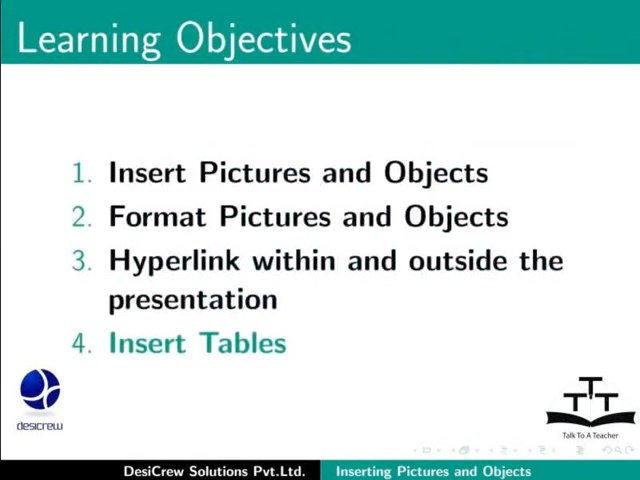 Learning Objectives
1. Insert Pictures and Objects
2. Format Pictures and Objects
3. Hyperlink within and outside the
presentation
4. Insert Tables
desicrew
TTT
Talk To A Teacher
DesiCrew Solutions Pvt.Ltd. Inserting Pictures and Objects